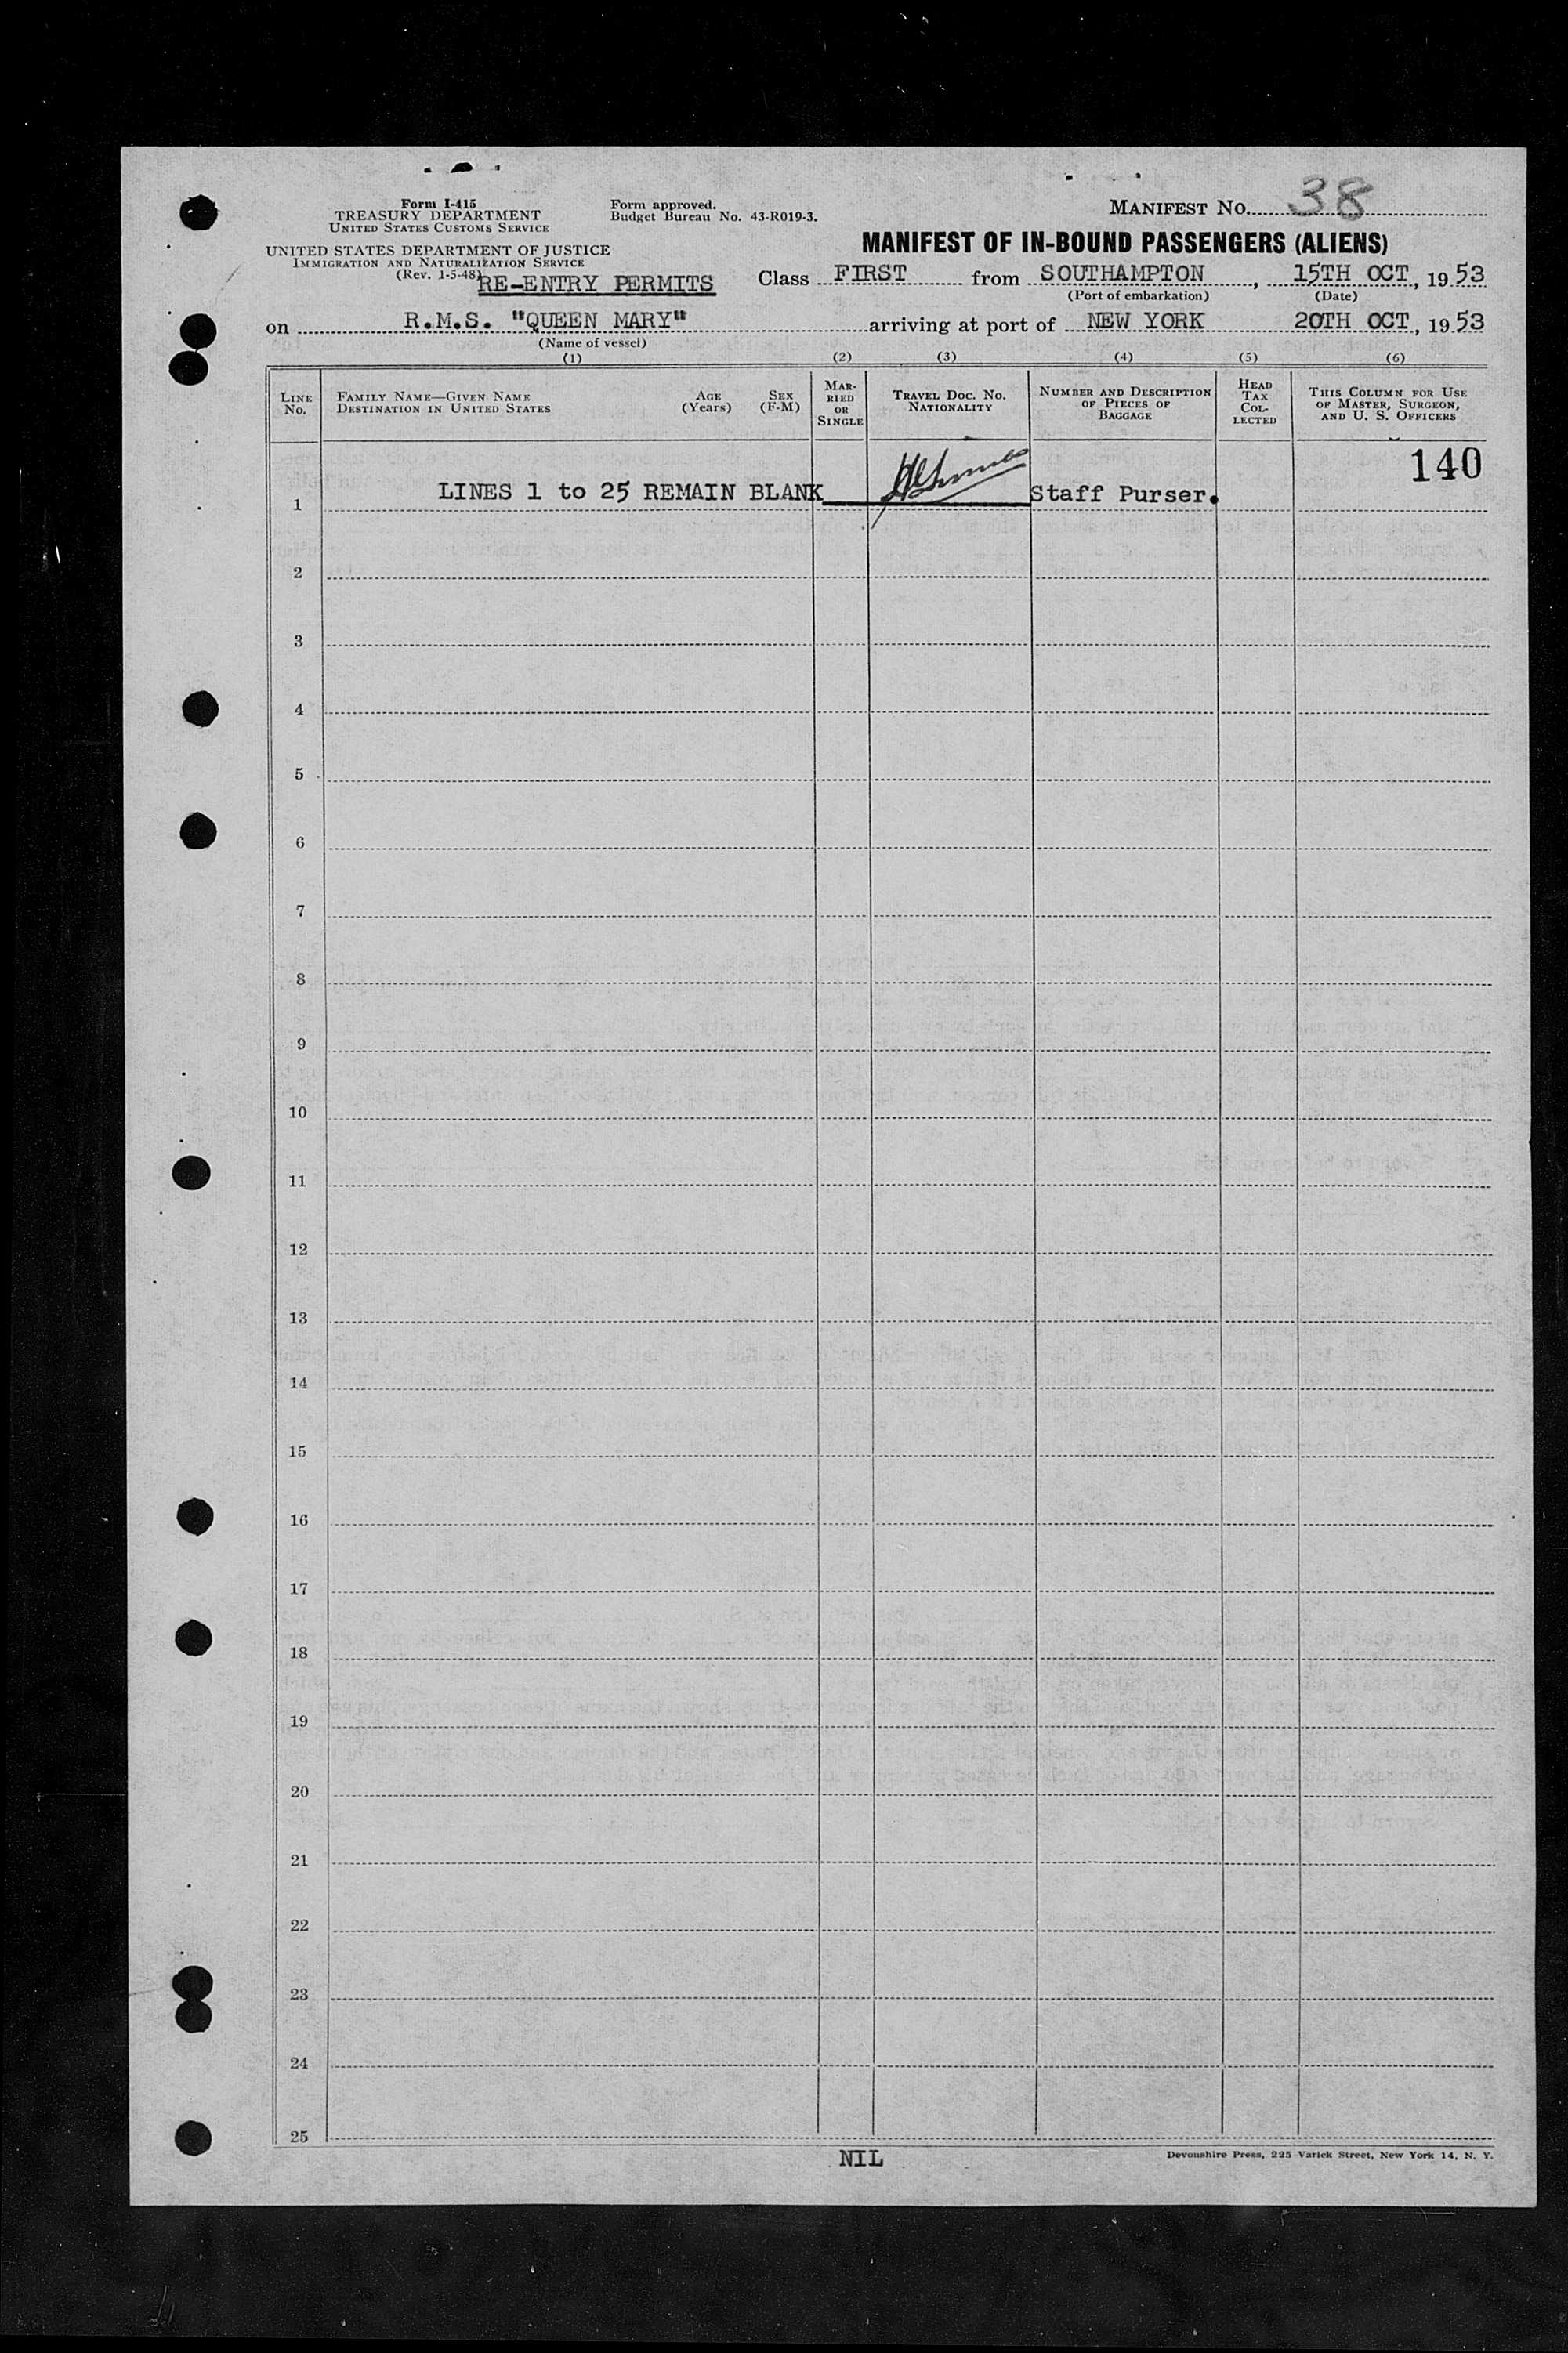 Form I-415
TREASURY DEPARTMENT
UNITED STATES CUSTOMS SERVICE
UNITED STATES DEPARTMENT OF JUSTICE
IMMIGRATION AND NATURALIZATION SERVICE
(Rev. 1-5-48)
RE-ENTRY PERMITS
Form approved.
Budget Bureau No. 43-R019-3.
MANIFEST NO. 38
MANIFEST OF IN-BOUND PASSENGERS (ALIENS)
Class FIRST from SOUTHAMPTON, 15TH OCT, 1953
(Port of embarkation) (Date)
on R.M.S. "QUEEN MARY" arriving at port of NEW YORK 20TH OCT, 1953
(Name of vessel)
(1) (2) (3) (4) (5) (6)
LINE NO.
FAMILY NAME—GIVEN NAME
DESTINATION IN UNITED STATES
AGE (Years)
SEX (F-M)
MAR-
RIED
OR
SINGLE
TRAVEL DOC. NO.
NATIONALITY
NUMBER AND DESCRIPTION
OF PIECES OF
BAGGAGE
HEAD
TAX
COL-
LECTED
THIS COLUMN FOR USE
OF MASTER, SURGEON,
AND U. S. OFFICERS
140
1 LINES 1 to 25 REMAIN BLANK Staff Purser.
2
3
4
5
6
7
8
9
10
11
12
13
14
15
16
17
18
19
20
21
22
23
24
25
NIL
Devonshire Press, 225 Varick Street, New York 14, N. Y.